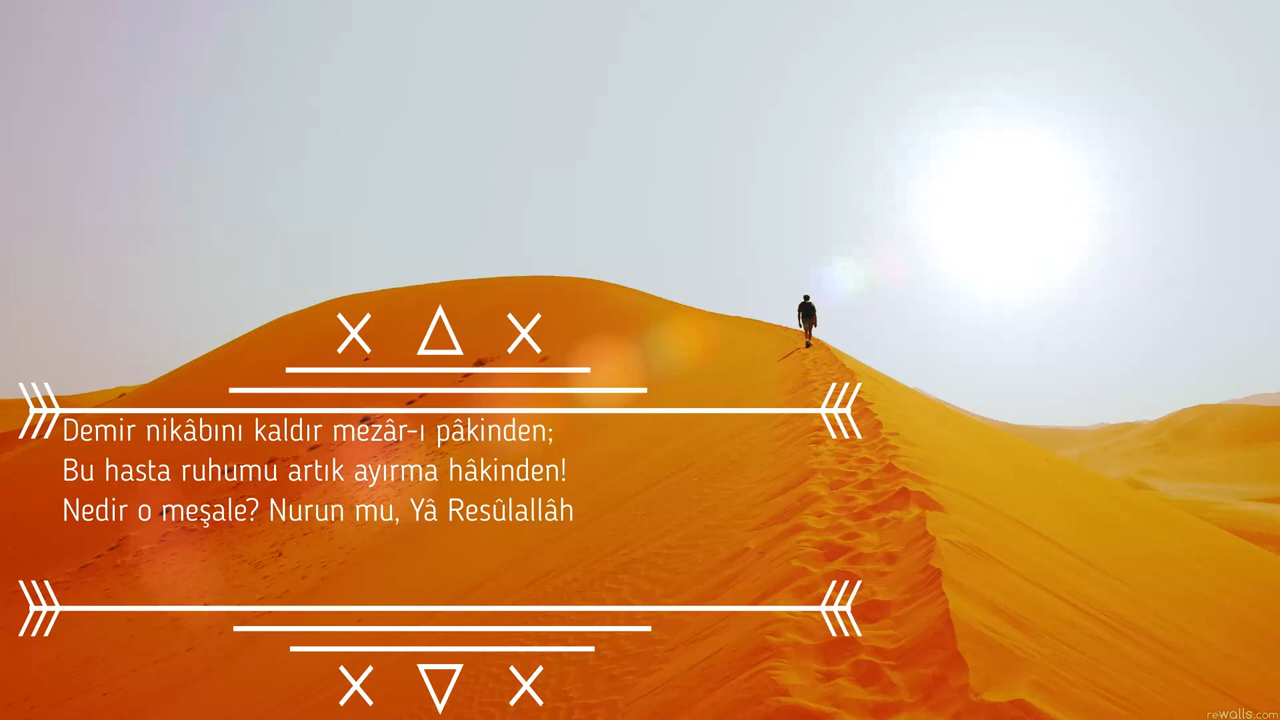 Demir nikâbını kaldır mezâr-ı pâkinden;
Bu hasta ruhumu artık ayırma hâkinden!
Nedir o meşale? Nurun mu, Yâ Resûlallâh
rewalls.com